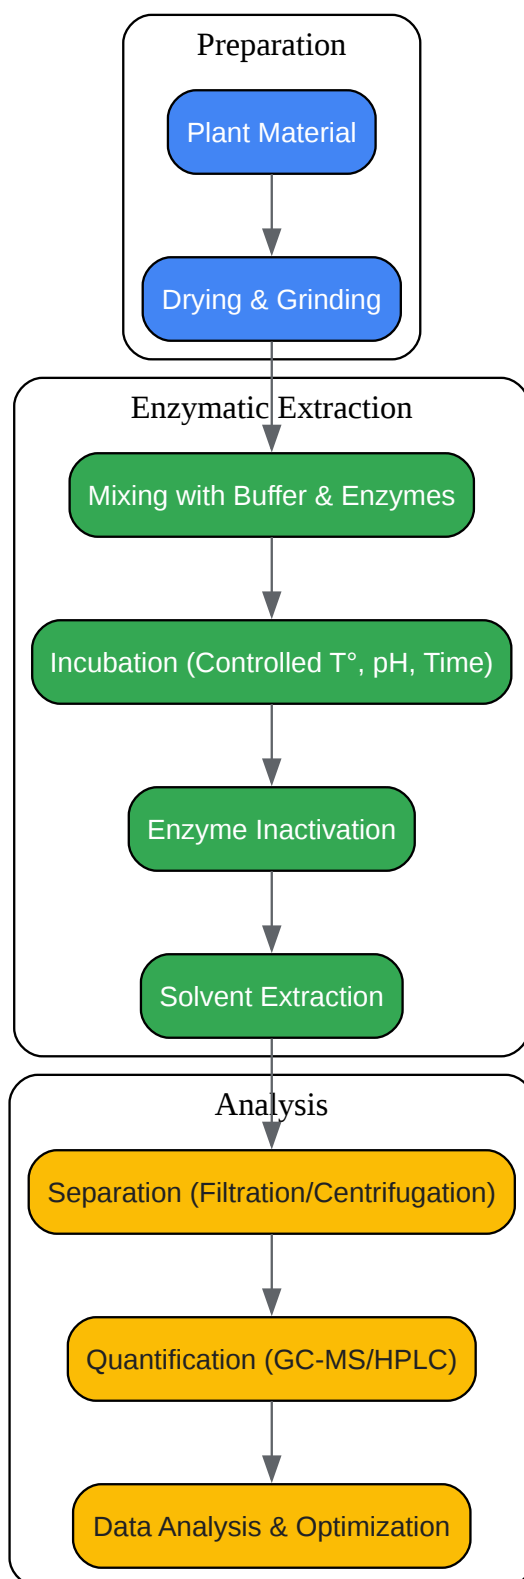 Preparation
Plant Material
Drying & Grinding
Enzymatic Extraction
Mixing with Buffer & Enzymes
Incubation (Controlled T°, pH, Time)
Enzyme Inactivation
Solvent Extraction
Analysis
Separation (Filtration/Centrifugation)
Quantification (GC-MS/HPLC)
Data Analysis & Optimization